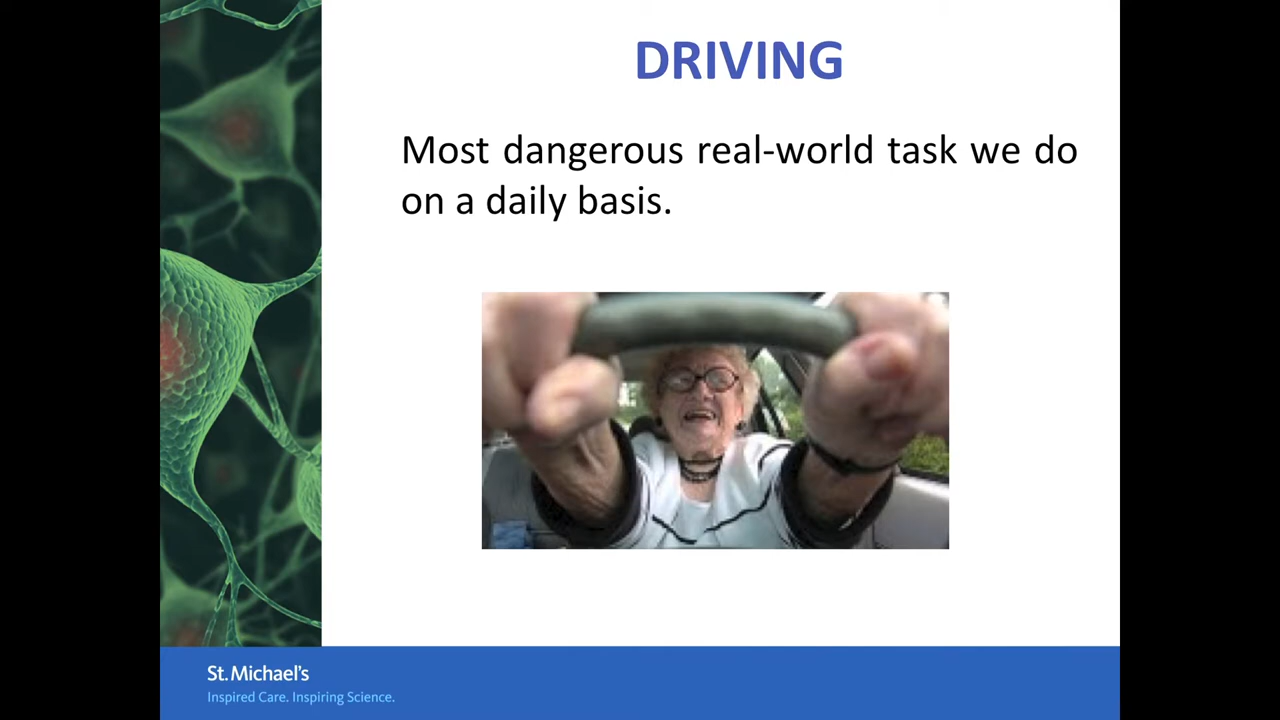 DRIVING
Most dangerous real-world task we do
on a daily basis.
St. Michael's
Inspired Care. Inspiring Science.